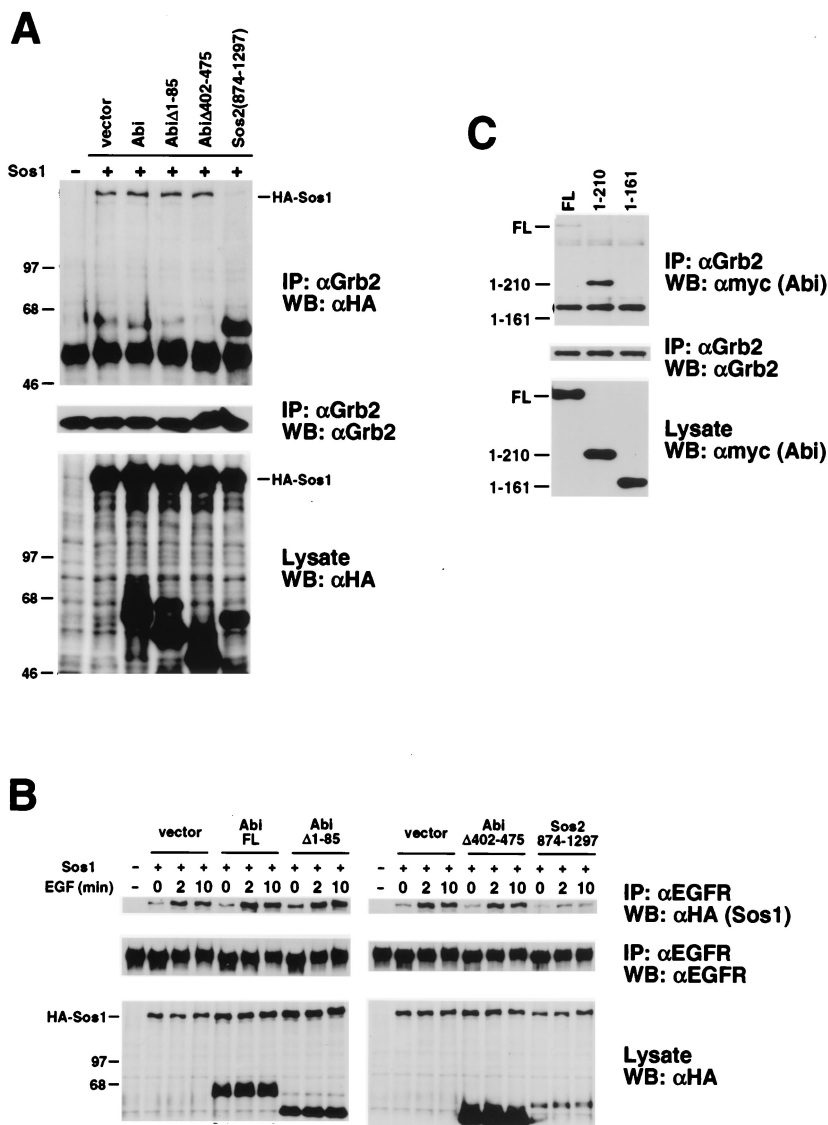 A
vector
Abi
AbiΔ1-85
AbiΔ402-475
Sos2(874-1297)
Sos1 - + + + + +
HA-Sos1
97
68
46
IP: αGrb2
WB: αHA
IP: αGrb2
WB: αGrb2
HA-Sos1
97
68
46
Lysate
WB: αHA
C
FL
1-210
1-161
FL
1-210
1-161
IP: αGrb2
WB: αmyc (Abi)
IP: αGrb2
WB: αGrb2
FL
1-210
1-161
Lysate
WB: αmyc (Abi)
B
vector
Abi
FL
Abi
Δ1-85
vector
Abi
Δ402-475
Sos2
874-1297
Sos1 - + + + + + + + + + - + + + + + + + + +
EGF (min) - 0 2 10 0 2 10 0 2 10 - 0 2 10 0 2 10 0 2 10
IP: αEGFR
WB: αHA (Sos1)
IP: αEGFR
WB: αEGFR
HA-Sos1
97
68
Lysate
WB: αHA